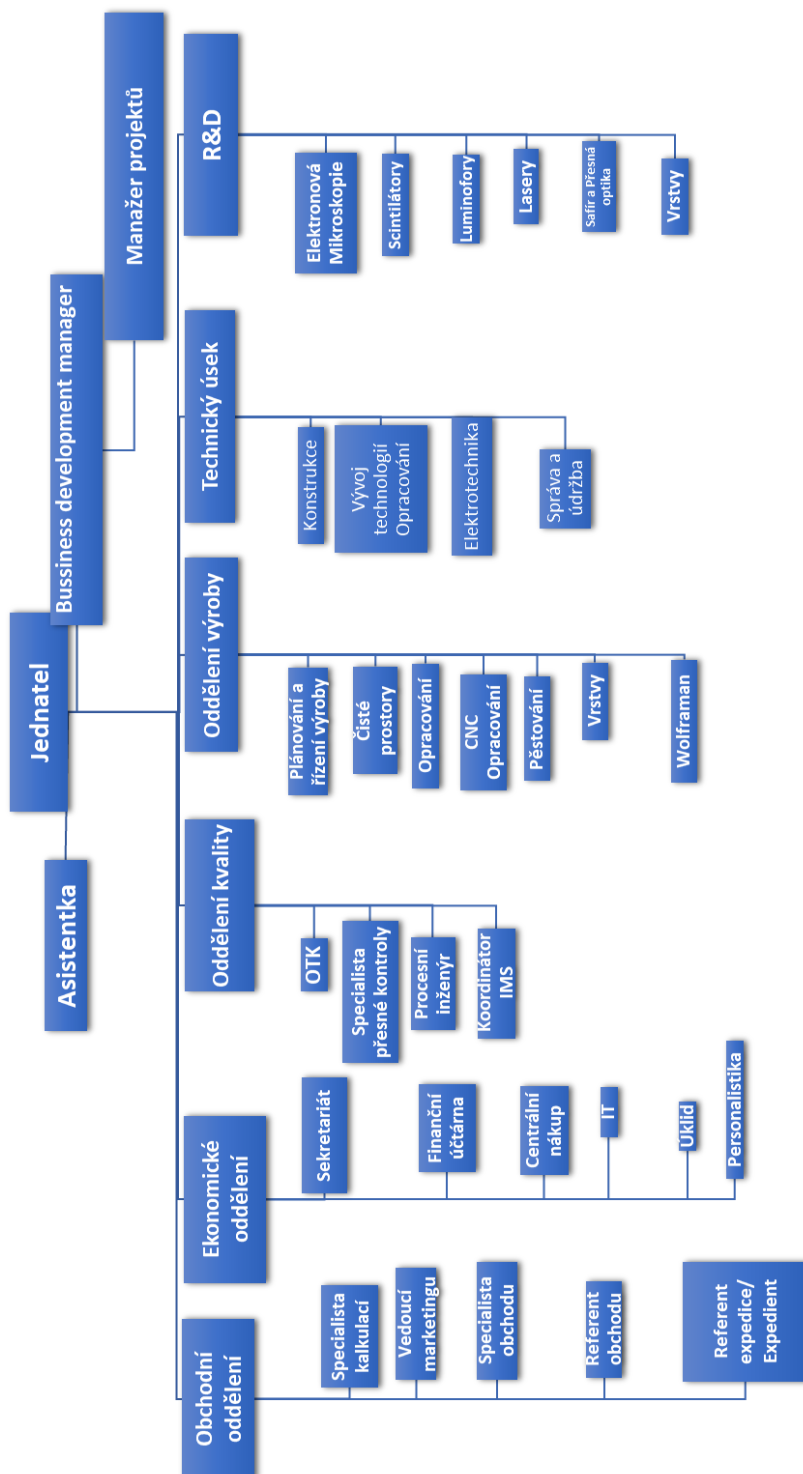 Jednatel
Asistentka
Bussiness development manager
Manažer projektů
Obchodní
oddělení
Specialista
kalkulací
Vedoucí
marketingu
Specialista
obchodu
Referent
obchodu
Referent
expedice/
Expedient
Ekonomické
oddělení
Sekretariát
Finanční
účtárna
Centrální
nákup
IT
Úklid
Personalistika
Oddělení kvality
OTK
Specialista
přesné kontroly
Procesní
inženýr
Koordinátor
IMS
Oddělení výroby
Plánování a
řízení výroby
Čisté
prostory
Opracování
CNC
Opracování
Pěstování
Vrstvy
Wolframan
Technický úsek
Konstrukce
Vývoj
technologií
Opracování
Elektrotechnika
Správa a
údržba
R&D
Elektronová
Mikroskopie
Scintilátory
Luminofory
Lasery
Safír a Přesná
optika
Vrstvy